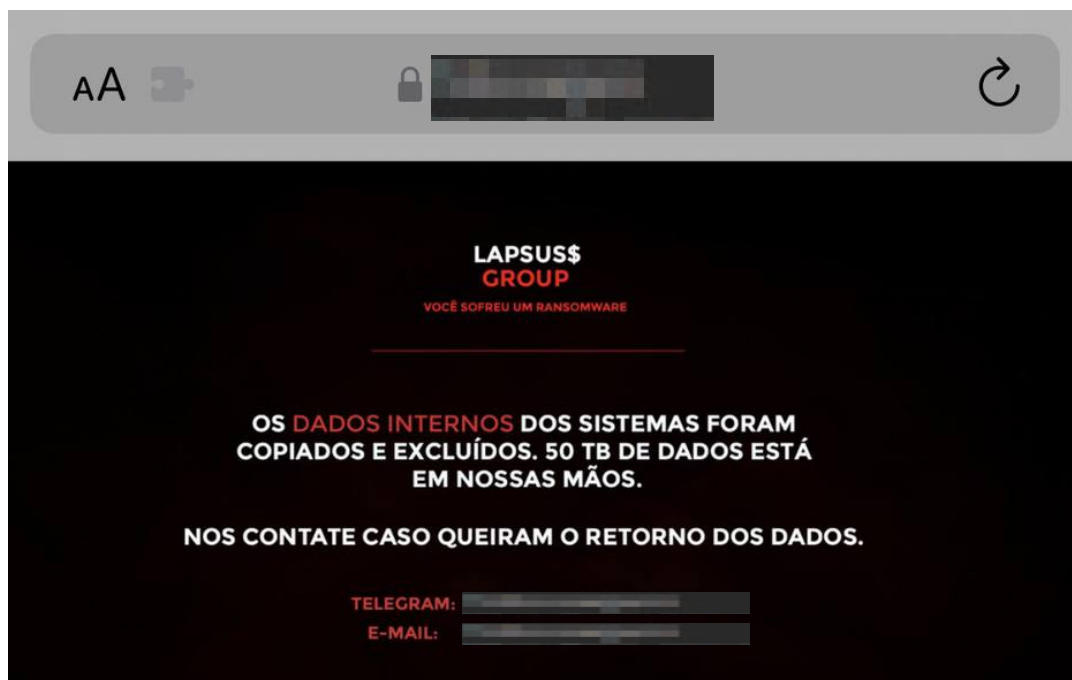 AA
LAPSUS$
GROUP
VOCÊ SOFREU UM RANSOMWARE
OS DADOS INTERNOS DOS SISTEMAS FORAM
COPIADOS E EXCLUÍDOS. 50 TB DE DADOS ESTÁ
EM NOSSAS MÃOS.
NOS CONTATE CASO QUEIRAM O RETORNO DOS DADOS.
TELEGRAM:
E-MAIL: